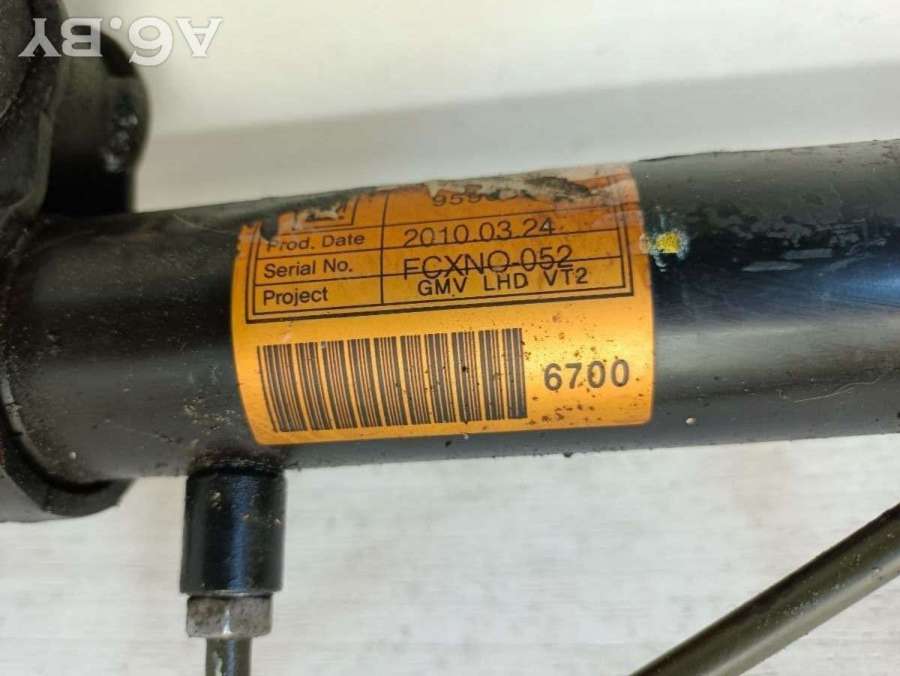 A6.BY
Prod. Date 2010.03.24
Serial No. FCXNO-052
Project GMV LHD VT2
6700